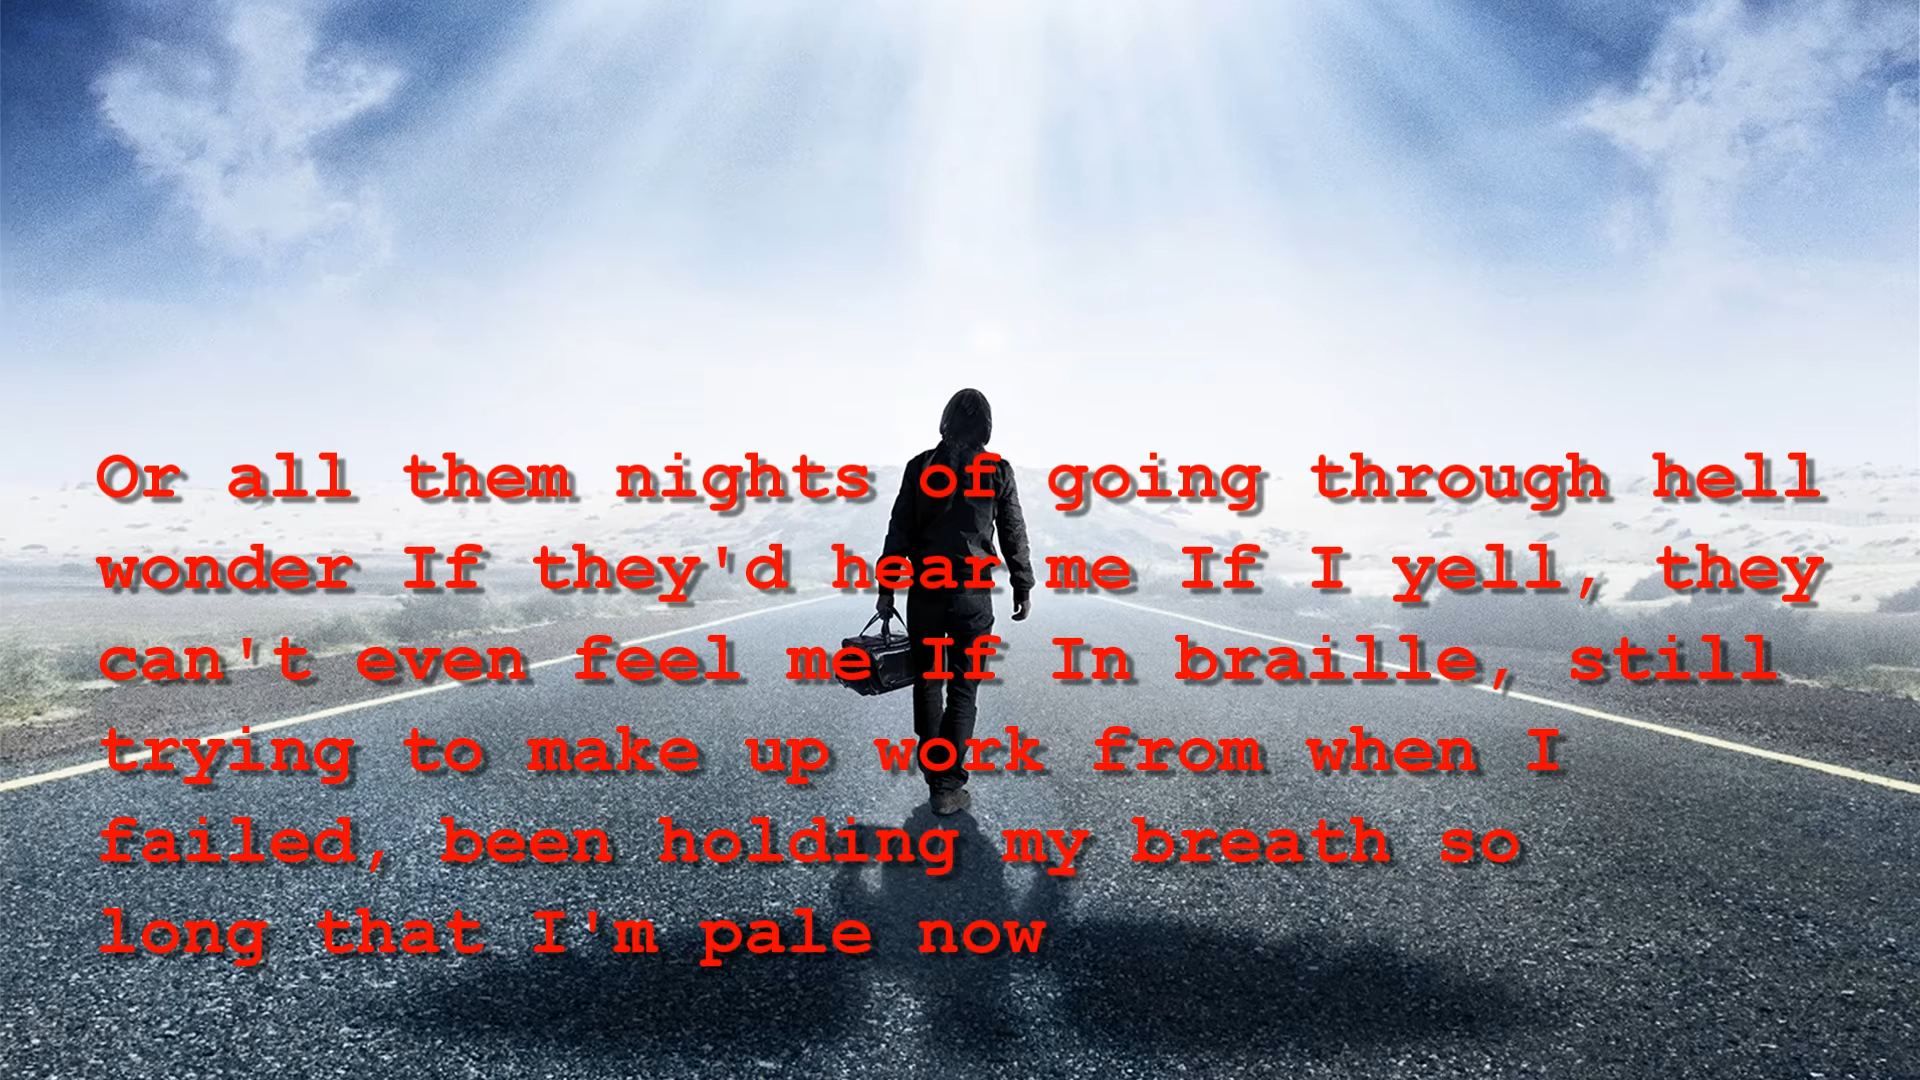 Or all them nights of going through hell
wonder If they'd hear me If I yell, they
can't even feel me If In braille, still
trying to make up work from when I
failed, been holding my breath so
long that I'm pale now